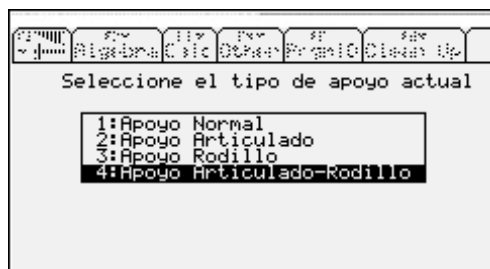 Algebra Calc Other PrgmIO Clean Up
Seleccione el tipo de apoyo actual
1:Apoyo Normal
2:Apoyo Articulado
3:Apoyo Rodillo
4:Apoyo Articulado-Rodillo